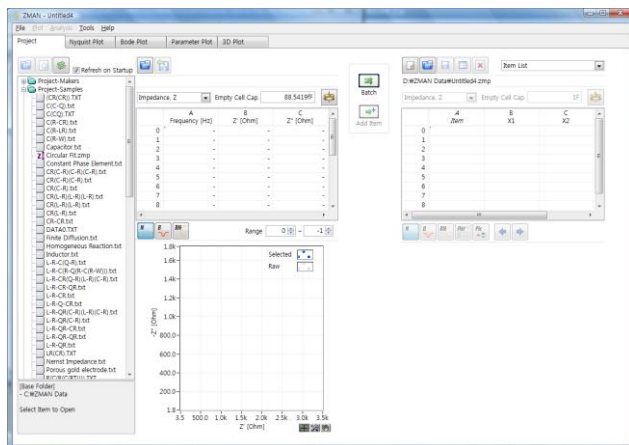 ZMAN - Untitled4
File Plot Analysis Tools Help
Project Nyquist Plot Bode Plot Parameter Plot 3D Plot
Refresh on Startup
Project-Makers
Project-Samples
(CR(CR)).TXT
C(C-Q).txt
C(CQ).TXT
C(R-CR).txt
C(R-LR).txt
C(R-W).txt
Capacitor.txt
Circular Fit.zmp
Constant Phase Element.txt
CR(C-R)(C-R)(C-R).txt
CR(C-R)(C-R).txt
CR(C-R).txt
CR(L-R)(L-R)(L-R).txt
CR(L-R)(L-R).txt
CR(L-R).txt
CR-CR.txt
DATA0.TXT
Finite Diffusion.txt
Homogeneous Reaction.txt
Inductor.txt
L-R-C(Q-R).txt
L-R-C(R-Q(R-C(R-W))).txt
L-R-CR(Q-R)(L-R)(C-R).txt
L-R-CR-QR.txt
L-R-CR.txt
L-R-Q-CR.txt
L-R-QR(C-R)(L-R)(C-R).txt
L-R-QR(C-R).txt
L-R-QR-CR.txt
L-R-QR-QR.txt
L-R-QR.txt
LR(CR).TXT
Nernst Impedance.txt
Porous gold electrode.txt
[Base Folder]
- C:₩ZMAN Data
Select Item to Open
Impedance, Z Empty Cell Cap. 88.5419
A B C
Frequency [Hz] Z' [Ohm] Z'' [Ohm]
0 - - -
1 - - -
2 - - -
3 - - -
4 - - -
5 - - -
6 - - -
7 - - -
8 - - -
N B Bb Range 0 ~ -1
Selected
Raw
-Z'' [Ohm]
1.8k
1.6k
1.4k
1.2k
1.0k
800.0
600.0
400.0
200.0
1.8
3.5 500.0 1.0k 1.5k 2.0k 2.5k 3.0k 3.5k
Z' [Ohm]
Batch
Add Item
Item List
D:₩ZMAN Data₩Untitled4.zmp
Impedance, Z Empty Cell Cap. 1F
A B C
Item X1 X2
0
1
2
3
4
5
6
7
8